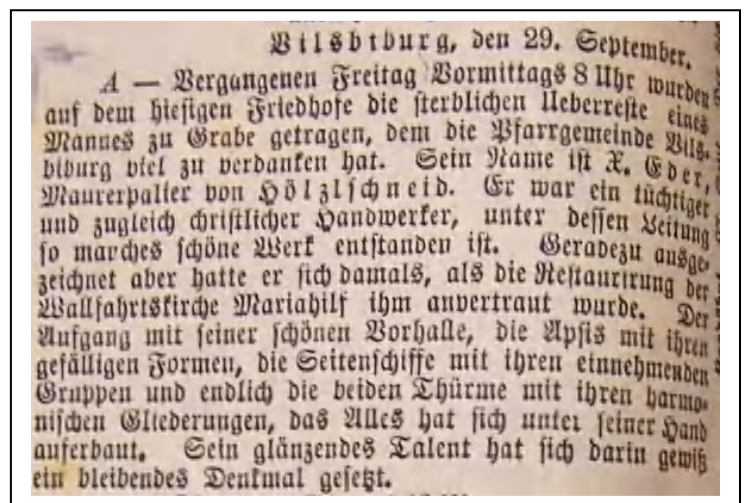 Vilsbiburg, den 29. September.
A — Vergangenen Freitag Vormittags 8 Uhr wurden
auf dem hiesigen Friedhofe die sterblichen Ueberreste eines
Mannes zu Grabe getragen, dem die Pfarrgemeinde Vils-
biburg viel zu verdanken hat. Sein Name ist X. Eder,
Maurerpalier von Hölzlschneid. Er war ein tüchtiger
und zugleich christlicher Handwerker, unter dessen Leitung
so marches schöne Werk entstanden ist. Geradezu ausge-
zeichnet aber hatte er sich damals, als die Restaurirung der
Wallfahrtskirche Mariahilf ihm anvertraut wurde. Der
Aufgang mit seiner schönen Vorhalle, die Apsis mit ihren
gefälligen Formen, die Seitenschiffe mit ihren einnehmenden
Gruppen und endlich die beiden Thürme mit ihren harmo-
nischen Gliederungen, das Alles hat sich unter seiner Hand
auferbaut. Sein glänzendes Talent hat sich darin gewiß
ein bleibendes Denkmal gesetzt.